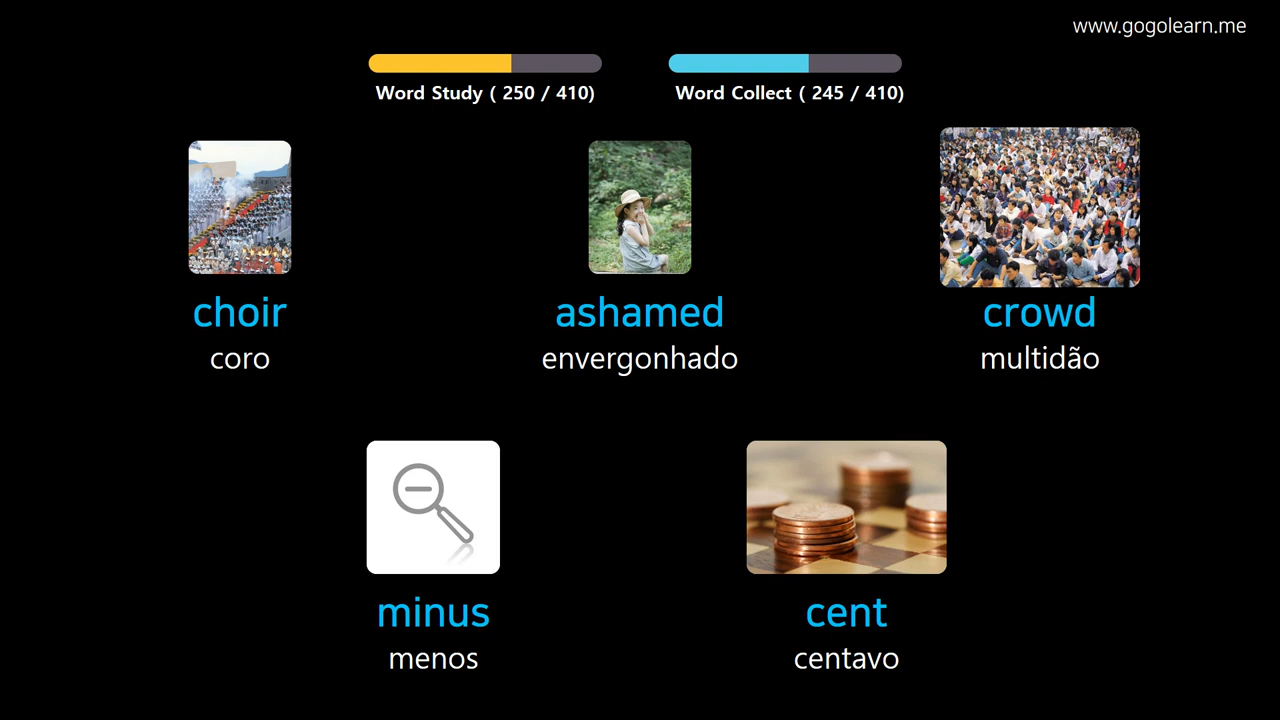 www.gogolearn.me
Word Study ( 250 / 410)
Word Collect ( 245 / 410)
choir
coro
ashamed
envergonhado
crowd
multidão
minus
menos
cent
centavo